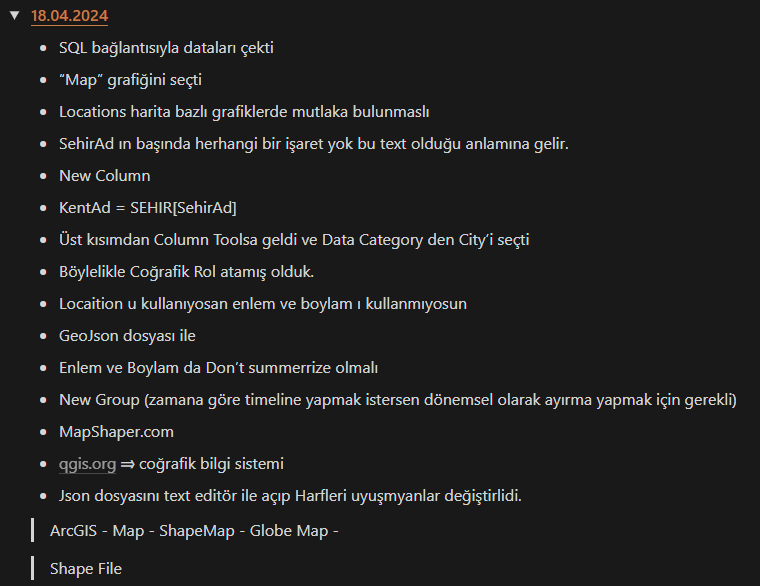 18.04.2024
SQL bağlantısıyla dataları çekti
“Map” grafiğini seçti
Locations harita bazlı grafiklerde mutlaka bulunmaslı
SehirAd ın başında herhangi bir işaret yok bu text olduğu anlamına gelir.
New Column
KentAd = SEHIR[SehirAd]
Üst kısımdan Column Toolsa geldi ve Data Category den City’i seçti
Böylelikle Coğrafik Rol atamış olduk.
Locaition u kullanıyosan enlem ve boylam ı kullanmıyosun
GeoJson dosyası ile
Enlem ve Boylam da Don’t summerrize olmalı
New Group (zamana göre timeline yapmak istersen dönemsel olarak ayırma yapmak için gerekli)
MapShaper.com
qgis.org ⇒ coğrafik bilgi sistemi
Json dosyasını text editör ile açıp Harfleri uyuşmyanlar değiştirlidi.
ArcGIS - Map - ShapeMap - Globe Map -
Shape File